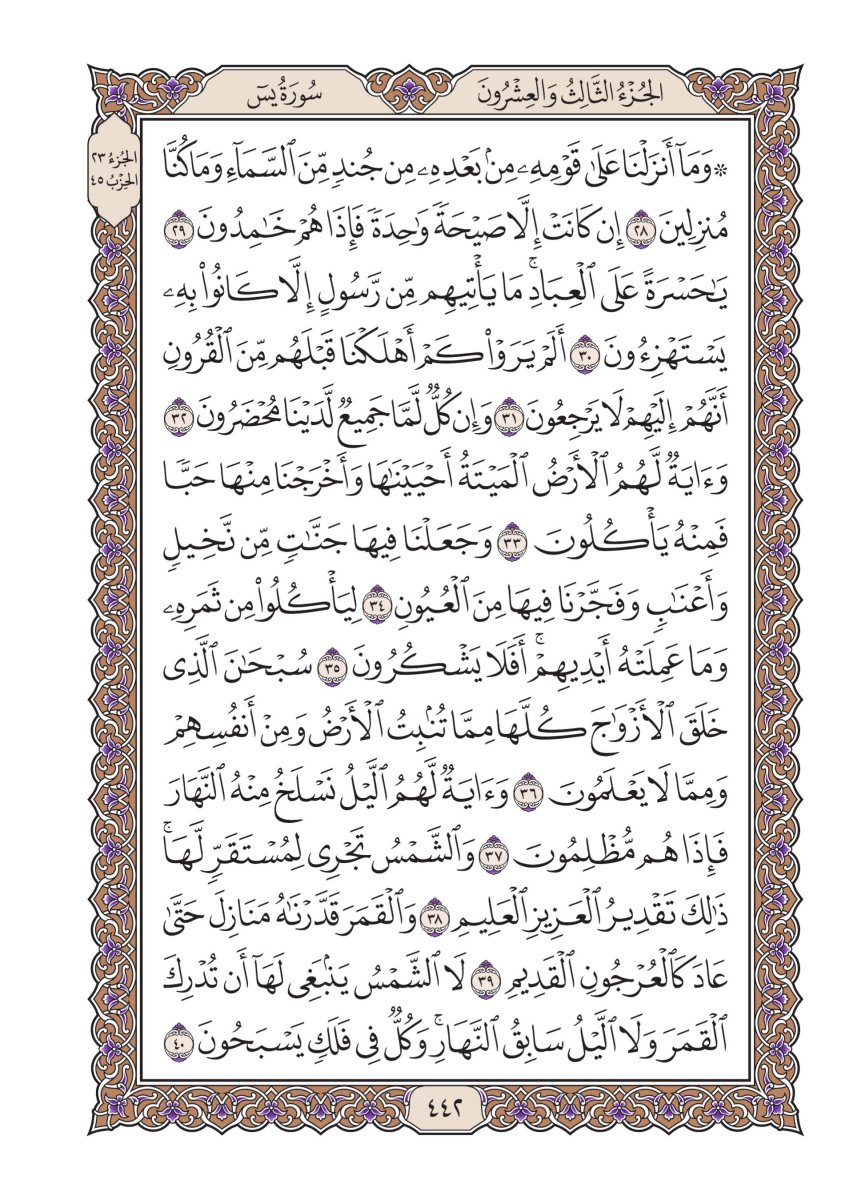 الجُزْءُ الثَّالِثُ وَالعِشْرُونَ
سُورَةُ يسٓ
الجُزءُ ٢٣
الحِزْبُ ٤٥
۞ وَمَآ أَنزَلْنَا عَلَىٰ قَوْمِهِۦ مِنۢ بَعْدِهِۦ مِن جُندٍ مِّنَ ٱلسَّمَآءِ وَمَا كُنَّا
مُنزِلِينَ ٢٨ إِن كَانَتْ إِلَّا صَيْحَةً وَٰحِدَةً فَإِذَا هُمْ خَٰمِدُونَ ٢٩
يَٰحَسْرَةً عَلَى ٱلْعِبَادِۚ مَا يَأْتِيهِم مِّن رَّسُولٍ إِلَّا كَانُوا۟ بِهِۦ
يَسْتَهْزِءُونَ ٣٠ أَلَمْ يَرَوْا۟ كَمْ أَهْلَكْنَا قَبْلَهُم مِّنَ ٱلْقُرُونِ
أَنَّهُمْ إِلَيْهِمْ لَا يَرْجِعُونَ ٣١ وَإِن كُلٌّ لَّمَّا جَمِيعٌ لَّدَيْنَا مُحْضَرُونَ ٣٢
وَءَايَةٌ لَّهُمُ ٱلْأَرْضُ ٱلْمَيْتَةُ أَحْيَيْنَٰهَا وَأَخْرَجْنَا مِنْهَا حَبًّا
فَمِنْهُ يَأْكُلُونَ ٣٣ وَجَعَلْنَا فِيهَا جَنَّٰتٍ مِّن نَّخِيلٍ
وَأَعْنَٰبٍ وَفَجَّرْنَا فِيهَا مِنَ ٱلْعُيُونِ ٣٤ لِيَأْكُلُوا۟ مِن ثَمَرِهِۦ
وَمَا عَمِلَتْهُ أَيْدِيهِمْۚ أَفَلَا يَشْكُرُونَ ٣٥ سُبْحَٰنَ ٱلَّذِى
خَلَقَ ٱلْأَزْوَٰجَ كُلَّهَا مِمَّا تُنۢبِتُ ٱلْأَرْضُ وَمِنْ أَنفُسِهِمْ
وَمِمَّا لَا يَعْلَمُونَ ٣٦ وَءَايَةٌ لَّهُمُ ٱلَّيْلُ نَسْلَخُ مِنْهُ ٱلنَّهَارَ
فَإِذَا هُم مُّظْلِمُونَ ٣٧ وَٱلشَّمْسُ تَجْرِى لِمُسْتَقَرٍّ لَّهَاۚ
ذَٰلِكَ تَقْدِيرُ ٱلْعَزِيزِ ٱلْعَلِيمِ ٣٨ وَٱلْقَمَرَ قَدَّرْنَٰهُ مَنَازِلَ حَتَّىٰ
عَادَ كَٱلْعُرْجُونِ ٱلْقَدِيمِ ٣٩ لَا ٱلشَّمْسُ يَنۢبَغِى لَهَآ أَن تُدْرِكَ
ٱلْقَمَرَ وَلَا ٱلَّيْلُ سَابِقُ ٱلنَّهَارِۚ وَكُلٌّ فِى فَلَكٍ يَسْبَحُونَ ٤٠
٤٤٢